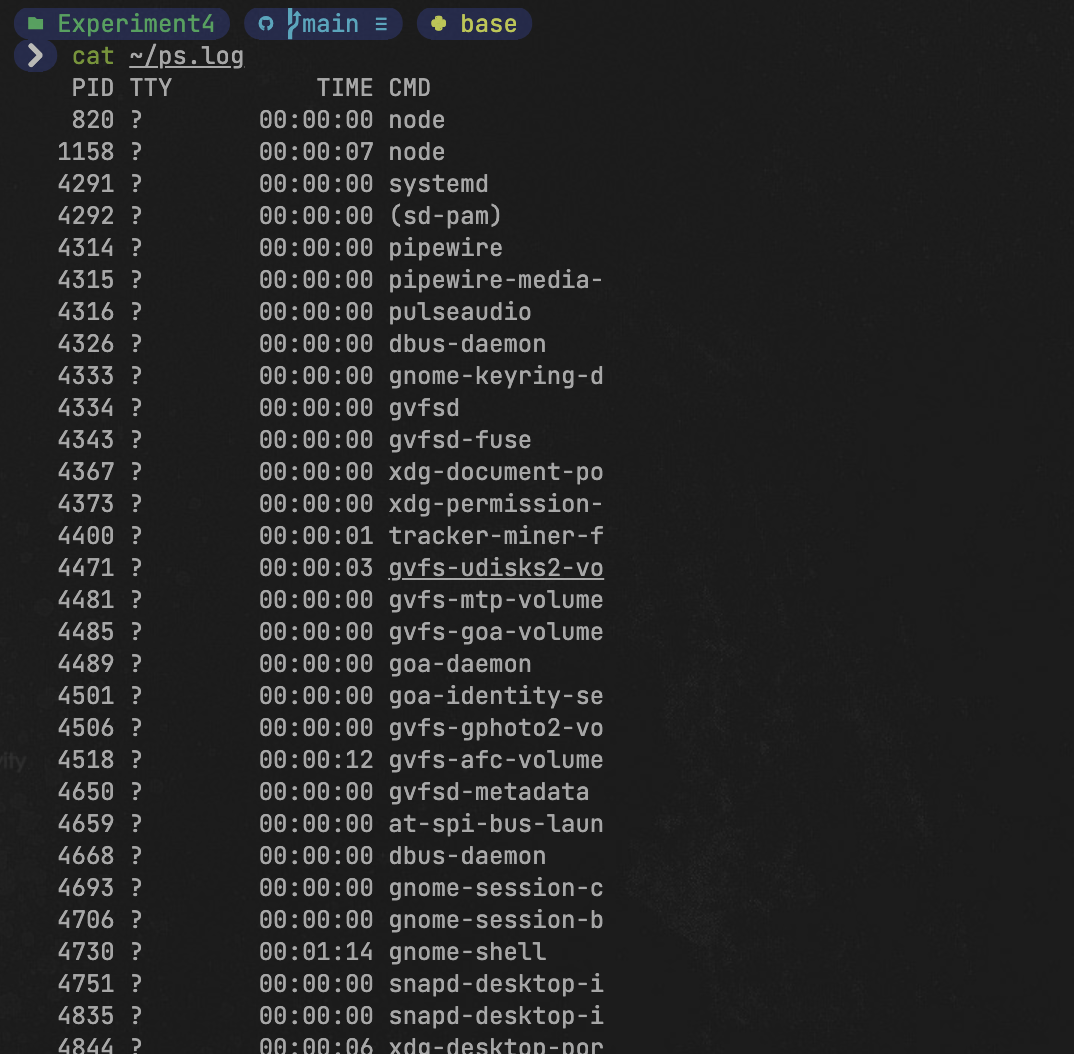 Experiment4 main ≡ base
cat ~/ps.log
PID TTY          TIME CMD
820 ?        00:00:00 node
1158 ?        00:00:07 node
4291 ?        00:00:00 systemd
4292 ?        00:00:00 (sd-pam)
4314 ?        00:00:00 pipewire
4315 ?        00:00:00 pipewire-media-
4316 ?        00:00:00 pulseaudio
4326 ?        00:00:00 dbus-daemon
4333 ?        00:00:00 gnome-keyring-d
4334 ?        00:00:00 gvfsd
4343 ?        00:00:00 gvfsd-fuse
4367 ?        00:00:00 xdg-document-po
4373 ?        00:00:00 xdg-permission-
4400 ?        00:00:01 tracker-miner-f
4471 ?        00:00:03 gvfs-udisks2-vo
4481 ?        00:00:00 gvfs-mtp-volume
4485 ?        00:00:00 gvfs-goa-volume
4489 ?        00:00:00 goa-daemon
4501 ?        00:00:00 goa-identity-se
4506 ?        00:00:00 gvfs-gphoto2-vo
4518 ?        00:00:12 gvfs-afc-volume
4650 ?        00:00:00 gvfsd-metadata
4659 ?        00:00:00 at-spi-bus-laun
4668 ?        00:00:00 dbus-daemon
4693 ?        00:00:00 gnome-session-c
4706 ?        00:00:00 gnome-session-b
4730 ?        00:01:14 gnome-shell
4751 ?        00:00:00 snapd-desktop-i
4835 ?        00:00:00 snapd-desktop-i
4844 ?        00:00:06 xdg-desktop-por